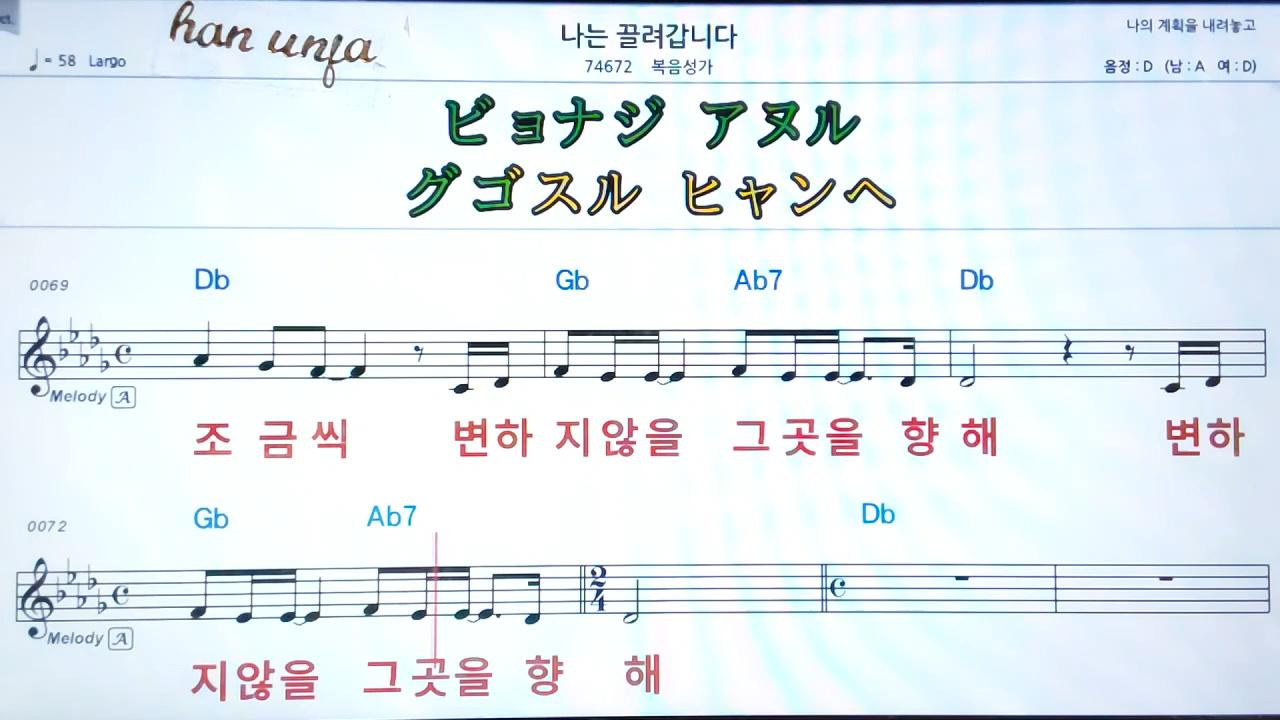 han unja
나는 끌려갑니다
나의 계획을 내려놓고
♩= 58 Largo
74672 복음성가
음정 : D (남 : A 여 : D)
ビョナジ アヌル
グゴスル ヒャンヘ
0069 Db Gb Ab7 Db
Melody A
조 금 씩 변하 지않을 그곳을 향 해 변하
0072 Gb Ab7 Db
2/4
Melody A
지않을 그곳을 향 해